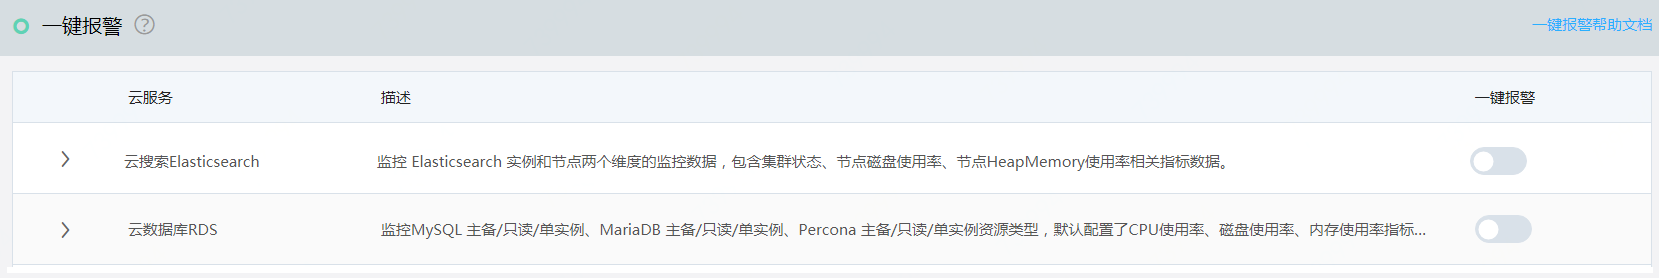 一键报警 ?
一键报警帮助文档
云服务 描述 一键报警
云搜索Elasticsearch 监控 Elasticsearch 实例和节点两个维度的监控数据，包含集群状态、节点磁盘使用率、节点HeapMemory使用率相关指标数据。
云数据库RDS 监控MySQL 主备/只读/单实例、MariaDB 主备/只读/单实例、Percona 主备/只读/单实例资源类型，默认配置了CPU使用率、磁盘使用率、内存使用率指标...